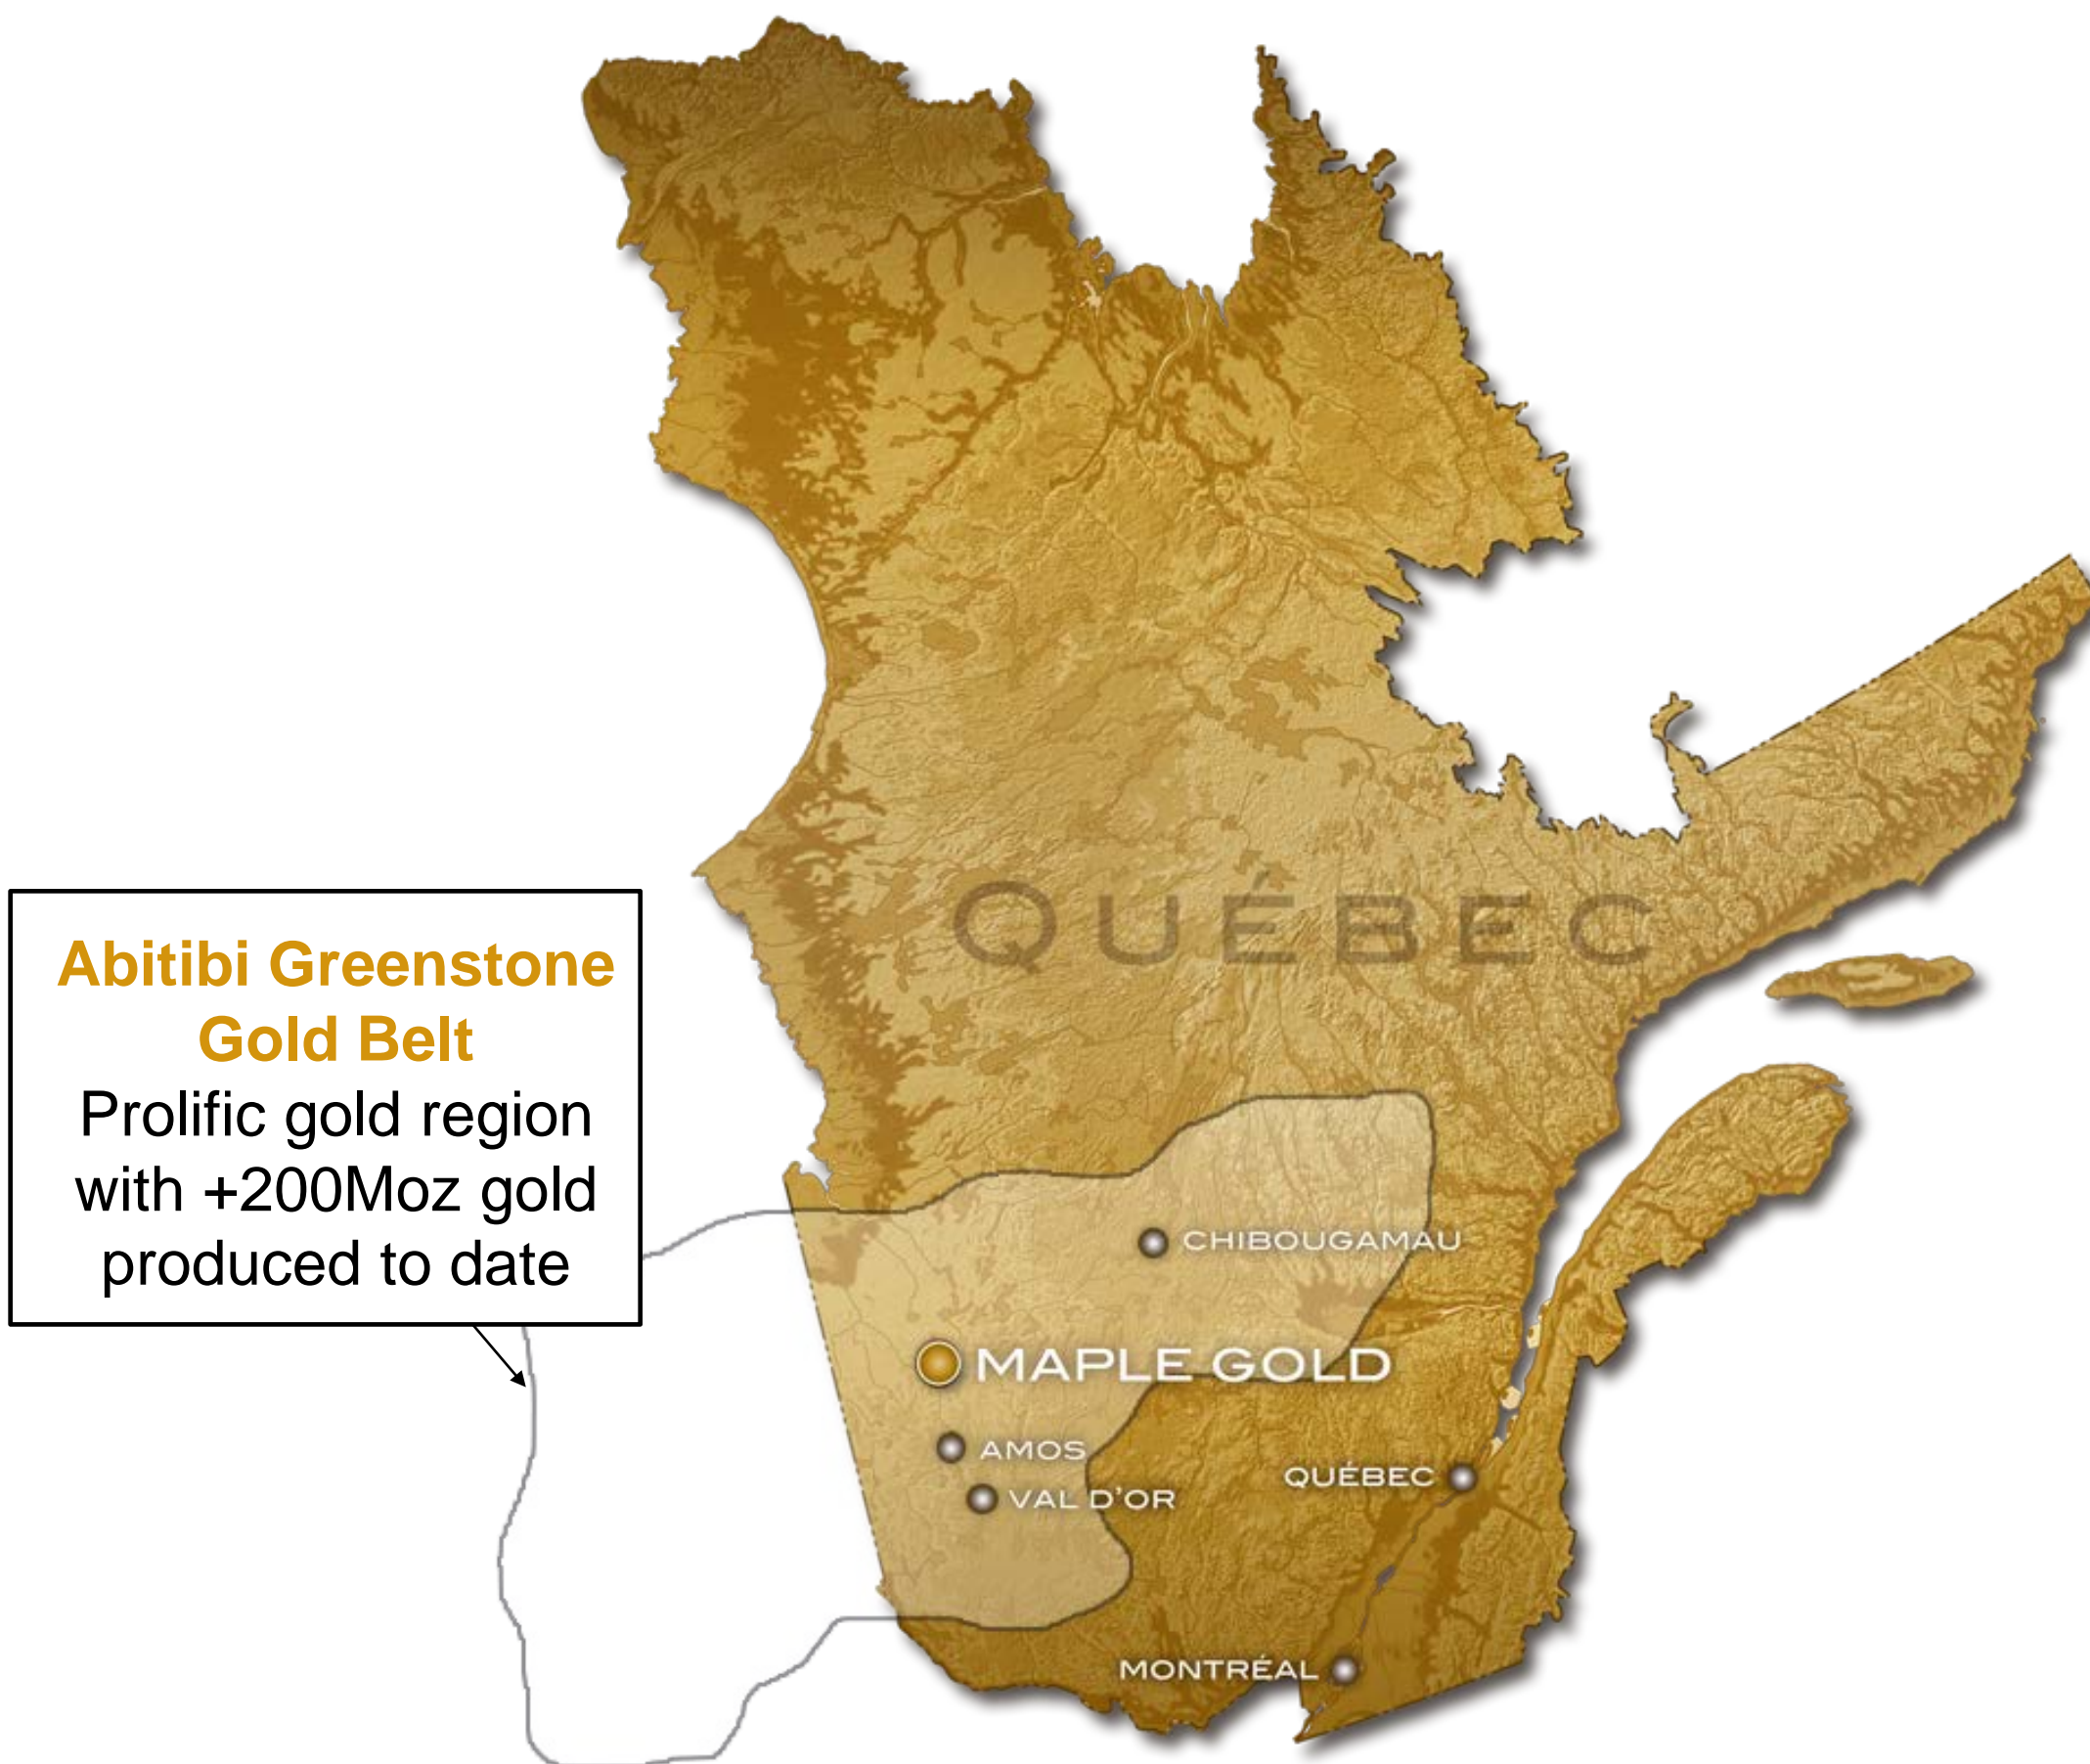 QUÉBEC
Abitibi Greenstone
Gold Belt
Prolific gold region
with +200Moz gold
produced to date
CHIBOUGAMAU
MAPLE GOLD
AMOS
VAL D'OR
QUÉBEC
MONTRÉAL